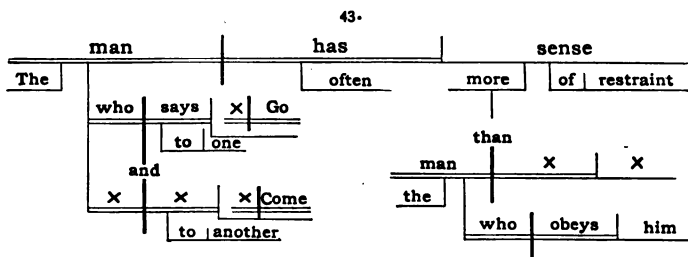 43.
man has sense
The often more of restraint
who says × Go
to one than
and man × ×
× × × Come the
to another who obeys him